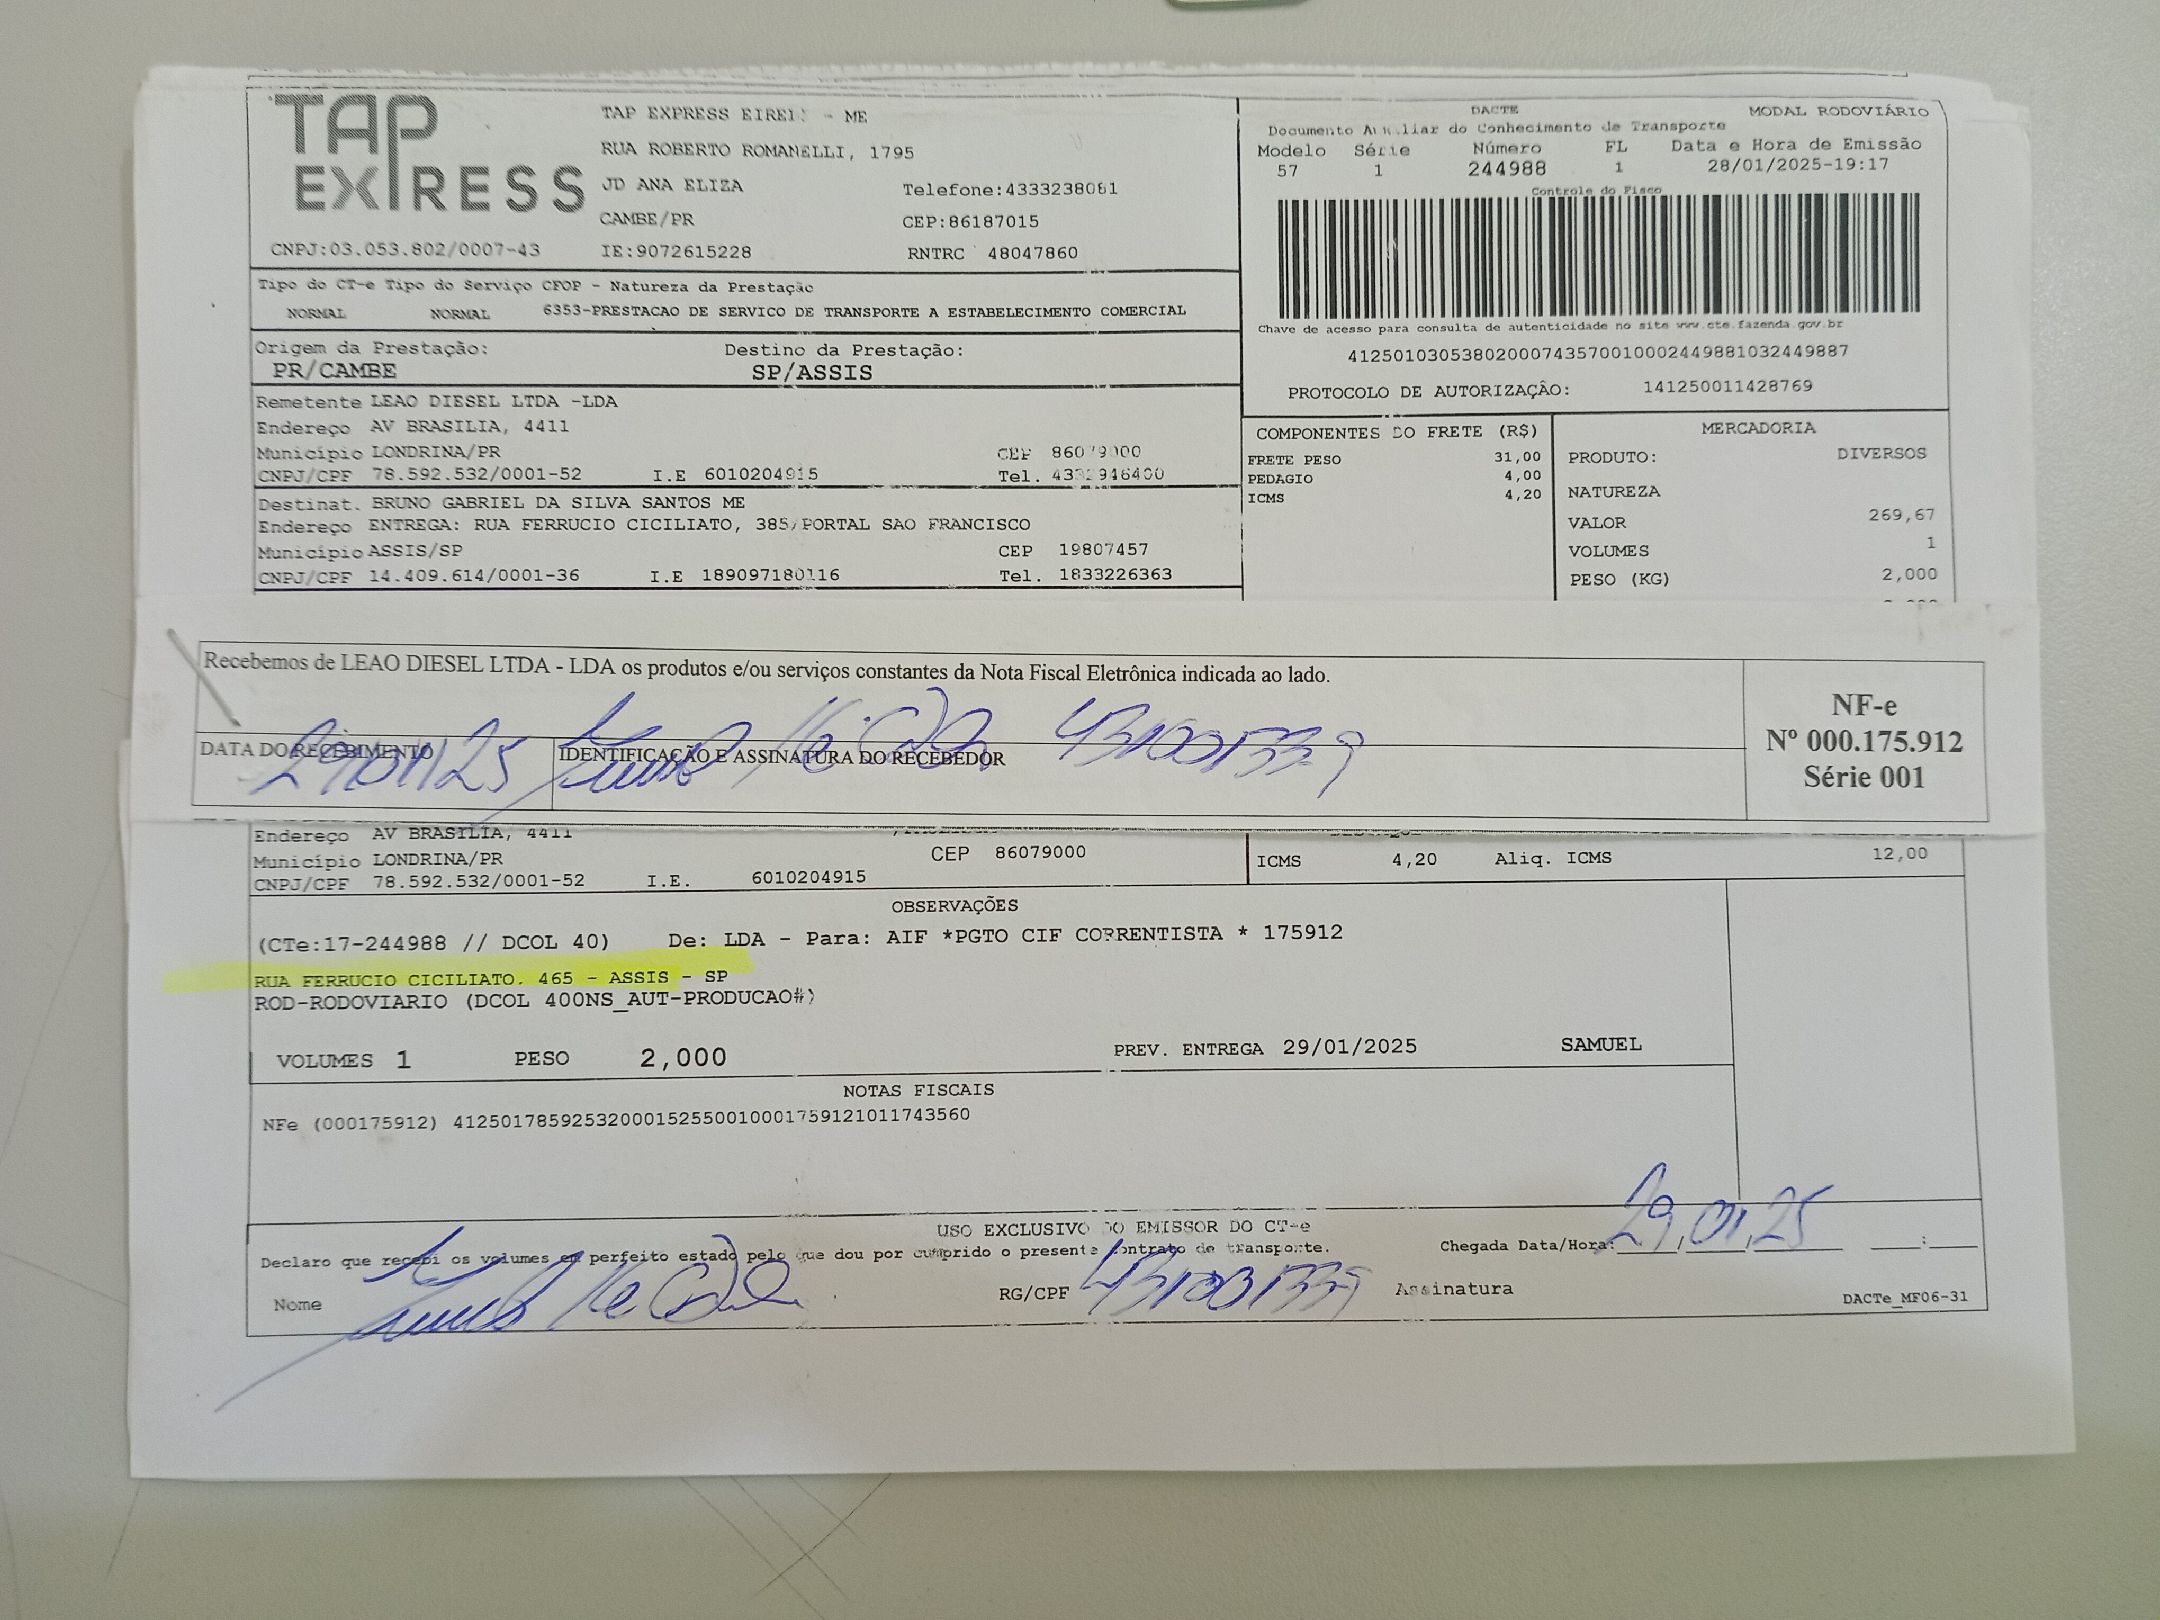 TAP EXPRESS
TAP EXPRESS EIRELI - ME
RUA ROBERTO ROMANELLI, 1795
JD ANA ELIZA Telefone:4333238061
CAMBE/PR CEP:86187015
CNPJ:03.053.802/0007-43 IE:9072615228 RNTRC 48047860
DACTE MODAL RODOVIÁRIO
Documento Auxiliar do Conhecimento de Transporte
Modelo Série Número FL Data e Hora de Emissão
57 1 244988 1 28/01/2025-19:17
Controle do Fisco
Chave de acesso para consulta de autenticidade no site www.cte.fazenda.gov.br
41250103053802000743570010002449881032449887
PROTOCOLO DE AUTORIZAÇÃO: 141250011428769
Tipo do CT-e Tipo do Serviço CFOP - Natureza da Prestação
NORMAL NORMAL 6353-PRESTACAO DE SERVICO DE TRANSPORTE A ESTABELECIMENTO COMERCIAL
Origem da Prestação: Destino da Prestação:
PR/CAMBE SP/ASSIS
Remetente LEAO DIESEL LTDA -LDA
Endereço AV BRASILIA, 4411
Município LONDRINA/PR CEP 86079000
CNPJ/CPF 78.592.532/0001-52 I.E 6010204915 Tel.
Destinat. BRUNO GABRIEL DA SILVA SANTOS ME
Endereço ENTREGA: RUA FERRUCIO CICILIATO, 385/PORTAL SAO FRANCISCO
Município ASSIS/SP CEP 19807457
CNPJ/CPF 14.409.614/0001-36 I.E 189097180116 Tel. 1833226363
COMPONENTES DO FRETE (R$)
FRETE PESO 31,00
PEDAGIO 4,00
ICMS 4,20
MERCADORIA
PRODUTO: DIVERSOS
NATUREZA
VALOR 269,67
VOLUMES 1
PESO (KG) 2,000
Recebemos de LEAO DIESEL LTDA - LDA os produtos e/ou serviços constantes da Nota Fiscal Eletrônica indicada ao lado.
29/01/25
DATA DO RECEBIMENTO IDENTIFICAÇÃO E ASSINATURA DO RECEBEDOR
NF-e
Nº 000.175.912
Série 001
Endereço AV BRASILIA, 4411
Município LONDRINA/PR CEP 86079000
CNPJ/CPF 78.592.532/0001-52 I.E. 6010204915
ICMS 4,20 Aliq. ICMS 12,00
OBSERVAÇÕES
(CTe:17-244988 // DCOL 40) De: LDA - Para: AIF *PGTO CIF CORRENTISTA * 175912
RUA FERRUCIO CICILIATO, 465 - ASSIS - SP
ROD-RODOVIARIO (DCOL 400NS_AUT-PRODUCAO#)
VOLUMES 1 PESO 2,000 PREV. ENTREGA 29/01/2025 SAMUEL
NOTAS FISCAIS
NFe (000175912) 41250178592532000152550010001759121011743560
USO EXCLUSIVO DO EMISSOR DO CT-e
Declaro que recebi os volumes em perfeito estado pelo que dou por cumprido o presente contrato de transporte.
Chegada Data/Hora: 29/01/25 :
Nome RG/CPF Assinatura
DACTe_MF06-31